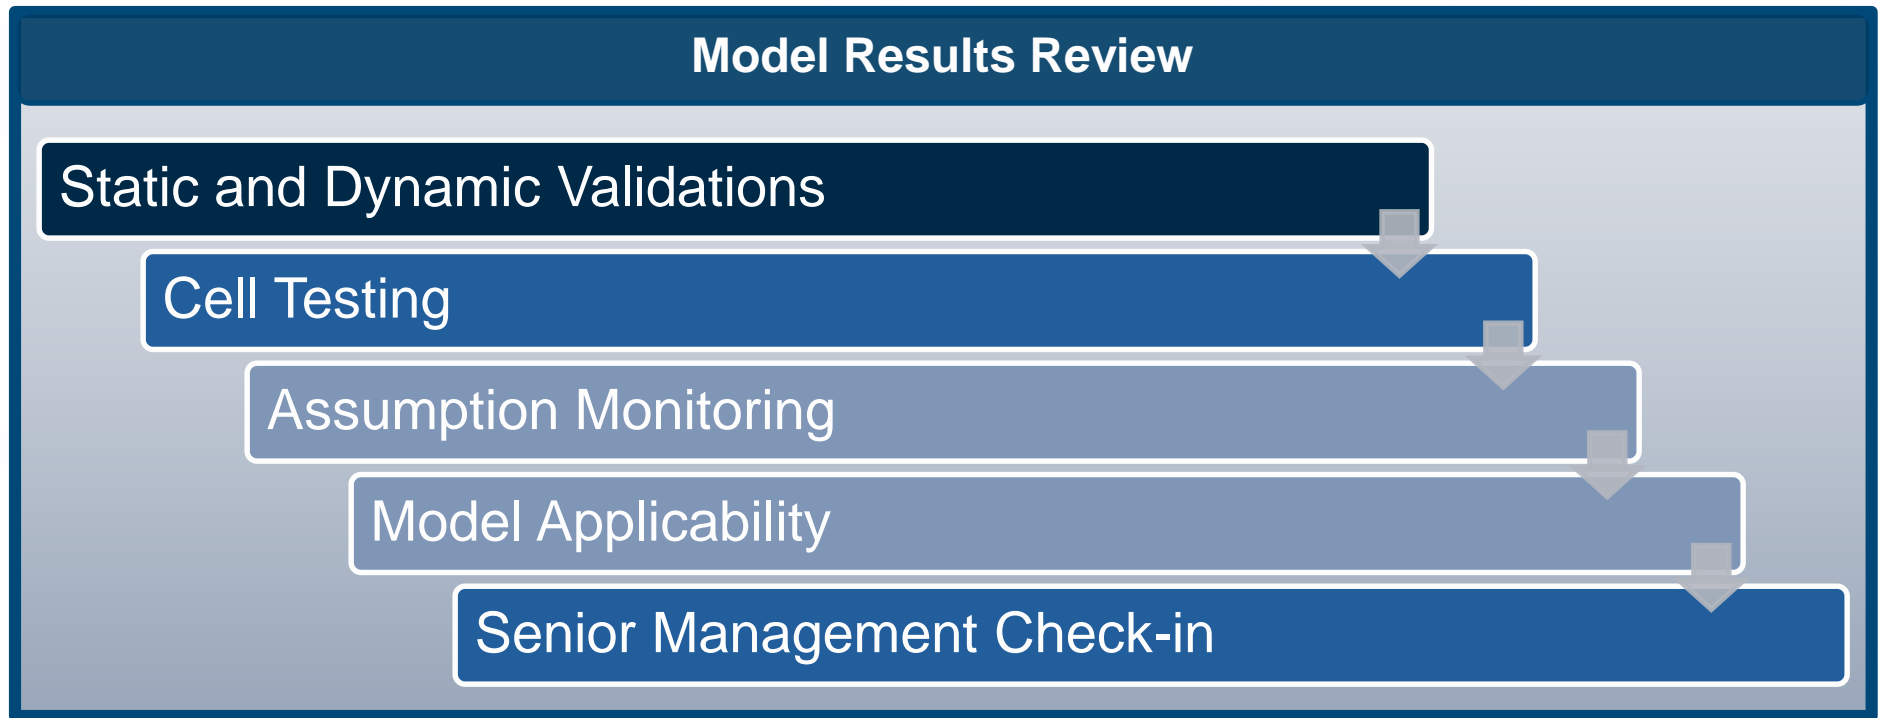 Model Results Review
Static and Dynamic Validations
Cell Testing
Assumption Monitoring
Model Applicability
Senior Management Check-in